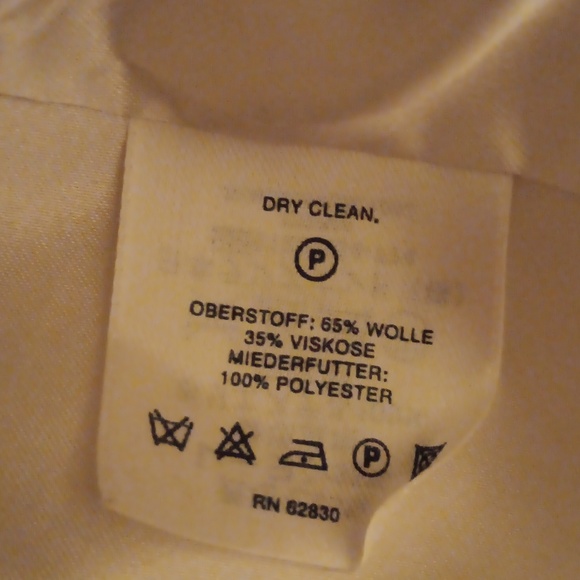 DRY CLEAN.
P
OBERSTOFF: 65% WOLLE
35% VISKOSE
MIEDERFUTTER:
100% POLYESTER
P
RN 62830